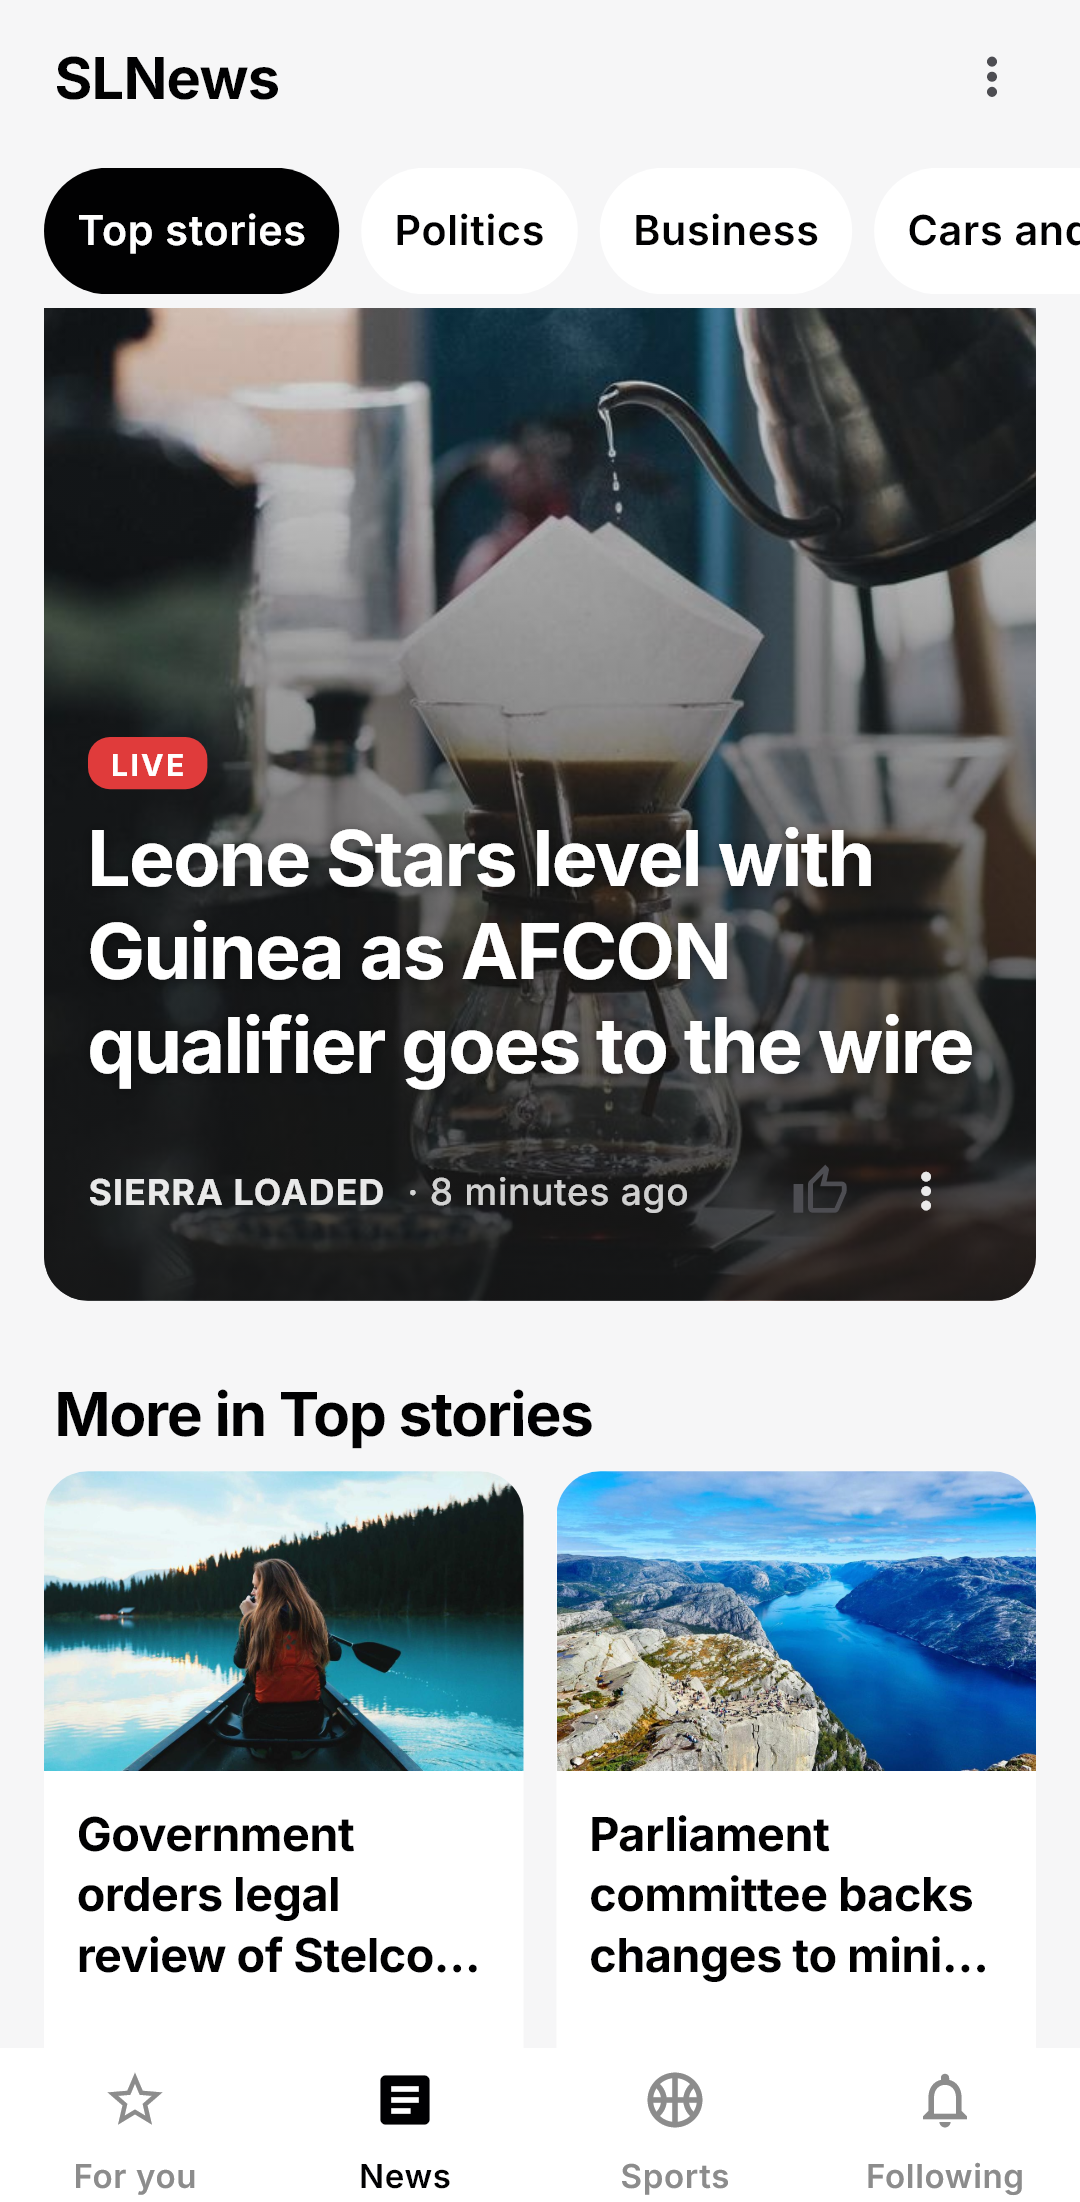 SLNews
Top stories Politics Business Cars and
LIVE
Leone Stars level with
Guinea as AFCON
qualifier goes to the wire
SIERRA LOADED · 8 minutes ago
More in Top stories
Government
orders legal
review of Stelco...
Parliament
committee backs
changes to mini...
For you News Sports Following